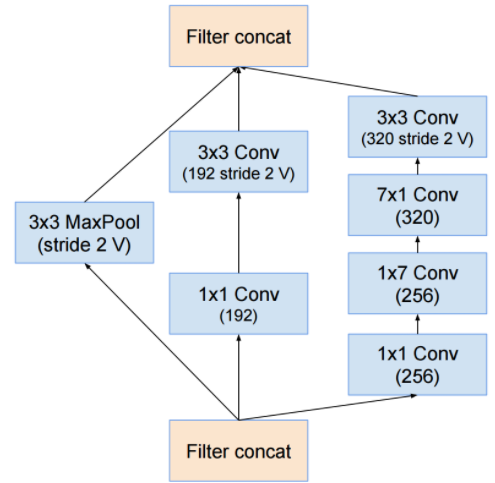 Filter concat
3x3 Conv
(320 stride 2 V)
3x3 Conv
(192 stride 2 V)
7x1 Conv
(320)
3x3 MaxPool
(stride 2 V)
1x7 Conv
(256)
1x1 Conv
(192)
1x1 Conv
(256)
Filter concat